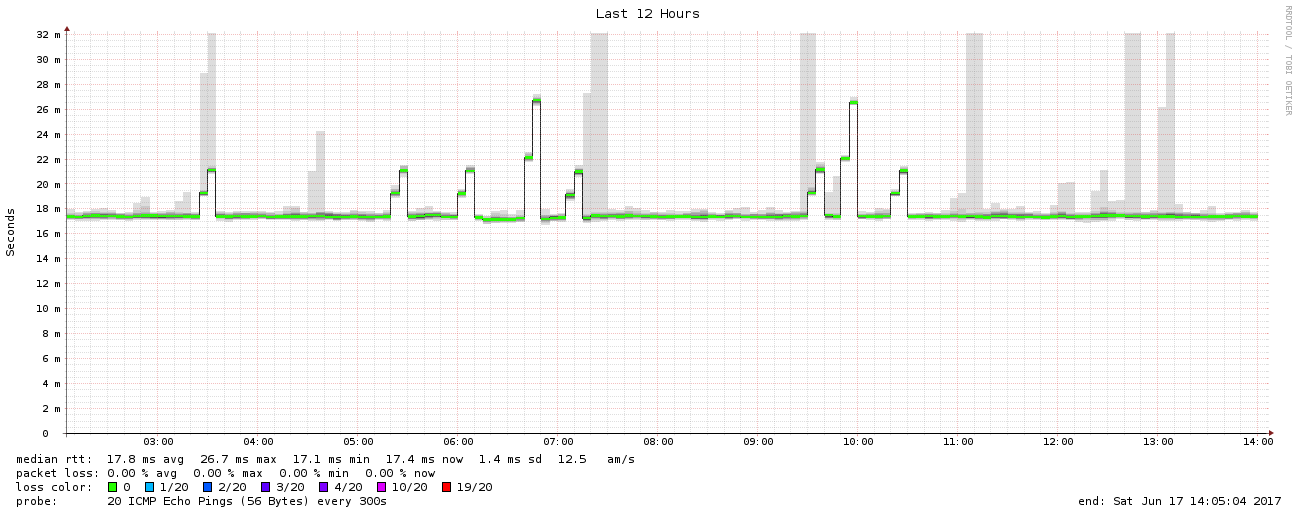 Last 12 Hours
RRDTOOL / TOBI OETIKER
Seconds
32 m
30 m
28 m
26 m
24 m
22 m
20 m
18 m
16 m
14 m
12 m
10 m
8 m
6 m
4 m
2 m
0
03:00 04:00 05:00 06:00 07:00 08:00 09:00 10:00 11:00 12:00 13:00 14:00
median rtt: 17.8 ms avg 26.7 ms max 17.1 ms min 17.4 ms now 1.4 ms sd 12.5 am/s
packet loss: 0.00 % avg 0.00 % max 0.00 % min 0.00 % now
loss color: 0 1/20 2/20 3/20 4/20 10/20 19/20
probe: 20 ICMP Echo Pings (56 Bytes) every 300s end: Sat Jun 17 14:05:04 2017